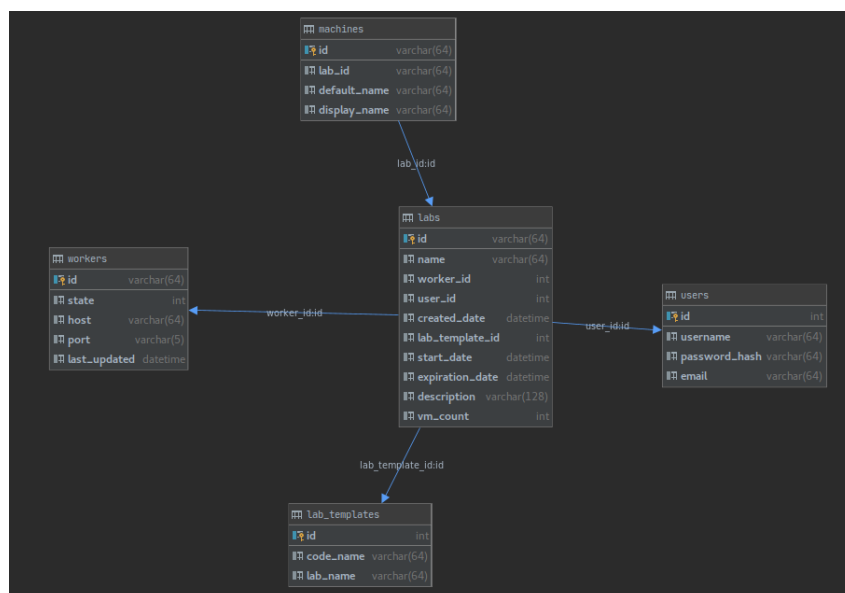 machines
id varchar(64)
lab_id varchar(64)
default_name varchar(64)
display_name varchar(64)
lab_id:id
labs
id varchar(64)
name varchar(64)
worker_id int
user_id int
created_date datetime
lab_template_id int
start_date datetime
expiration_date datetime
description varchar(128)
vm_count int
workers
id varchar(64)
state int
host varchar(64)
port varchar(5)
last_updated datetime
worker_id:id
user_id:id
users
id int
username varchar(64)
password_hash varchar(64)
email varchar(64)
lab_template_id:id
lab_templates
id int
code_name varchar(64)
lab_name varchar(64)